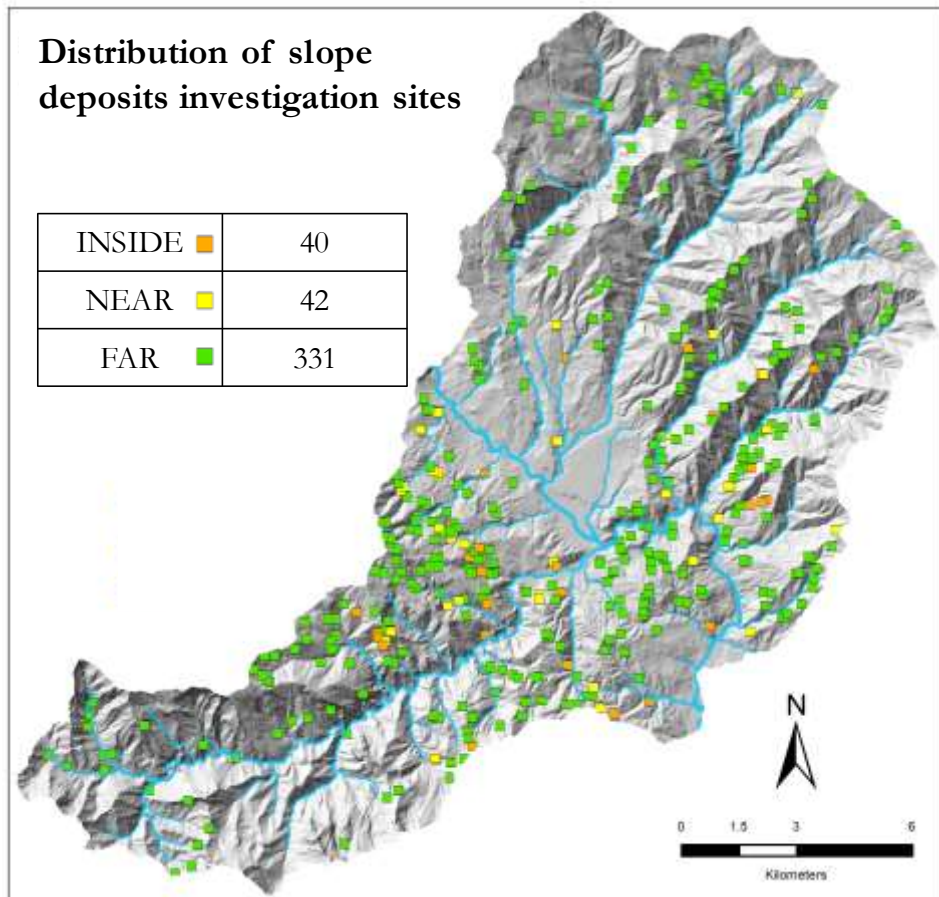 Distribution of slope
deposits investigation sites
INSIDE 40
NEAR 42
FAR 331
N
0 1.5 3 6
Kilometers